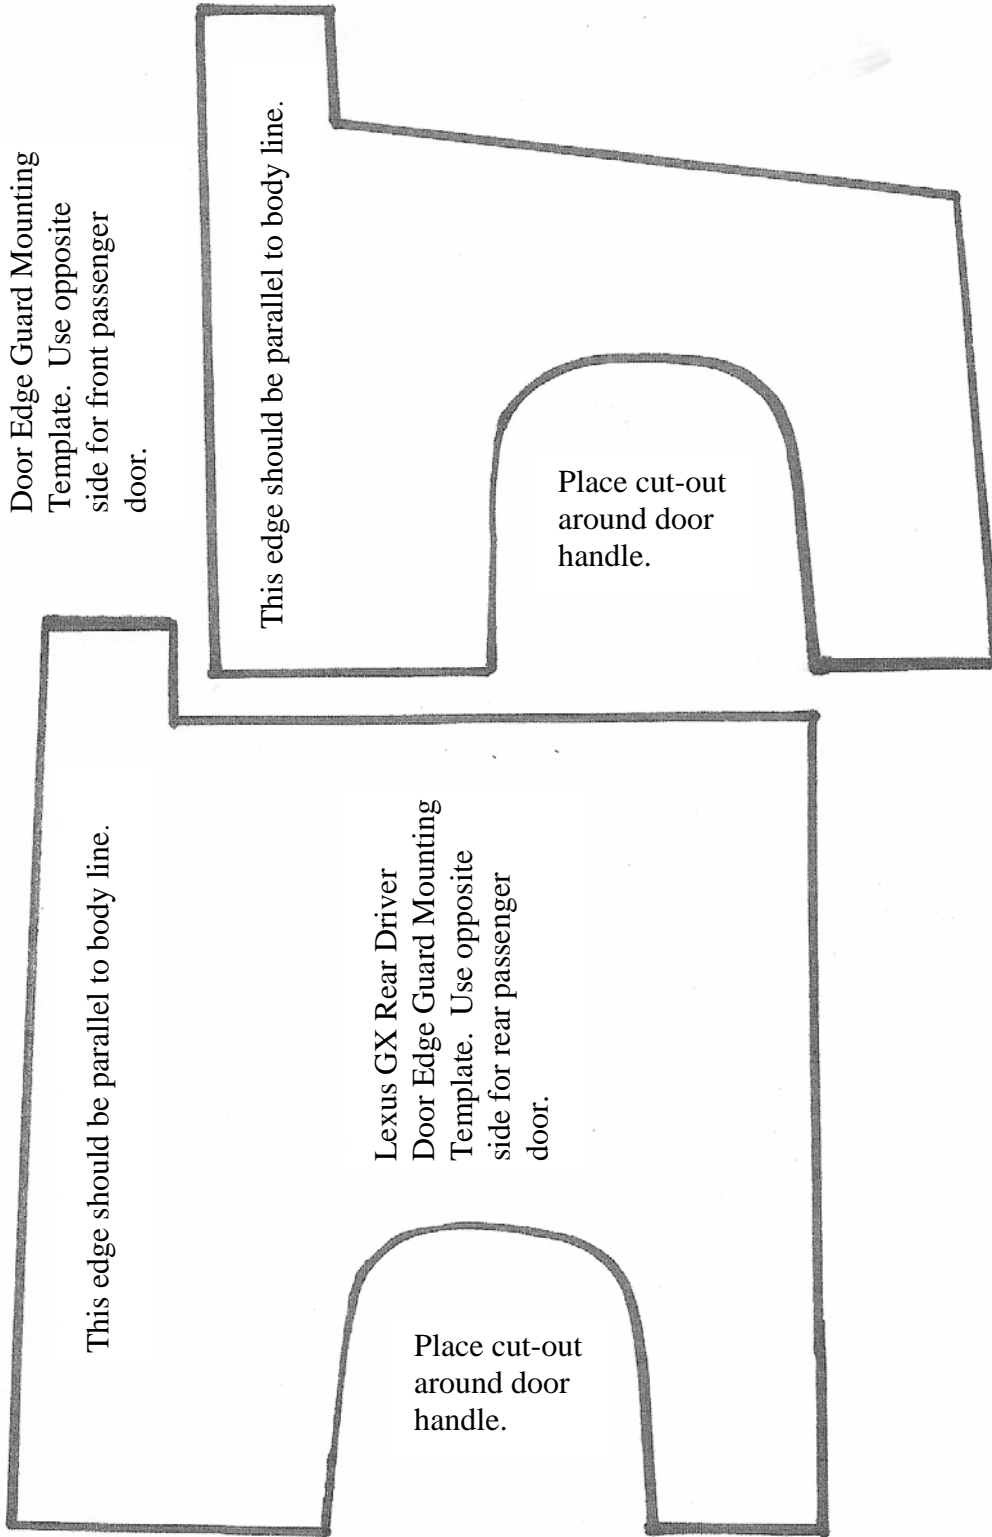 Door Edge Guard Mounting
Template.  Use opposite
side for front passenger
door.
This edge should be parallel to body line.
Place cut-out
around door
handle.
This edge should be parallel to body line.
Lexus GX Rear Driver
Door Edge Guard Mounting
Template.  Use opposite
side for rear passenger
door.
Place cut-out
around door
handle.